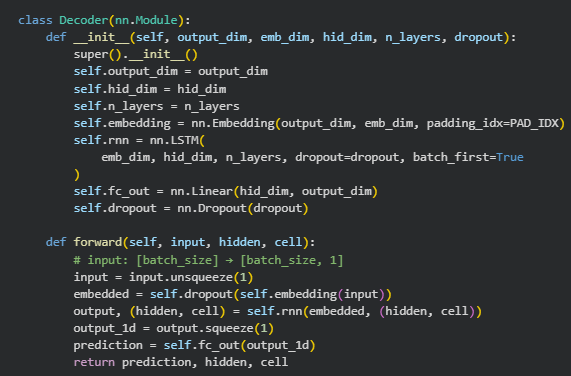 class Decoder(nn.Module):
    def __init__(self, output_dim, emb_dim, hid_dim, n_layers, dropout):
        super().__init__()
        self.output_dim = output_dim
        self.hid_dim = hid_dim
        self.n_layers = n_layers
        self.embedding = nn.Embedding(output_dim, emb_dim, padding_idx=PAD_IDX)
        self.rnn = nn.LSTM(
            emb_dim, hid_dim, n_layers, dropout=dropout, batch_first=True
        )
        self.fc_out = nn.Linear(hid_dim, output_dim)
        self.dropout = nn.Dropout(dropout)

    def forward(self, input, hidden, cell):
        # input: [batch_size] → [batch_size, 1]
        input = input.unsqueeze(1)
        embedded = self.dropout(self.embedding(input))
        output, (hidden, cell) = self.rnn(embedded, (hidden, cell))
        output_1d = output.squeeze(1)
        prediction = self.fc_out(output_1d)
        return prediction, hidden, cell